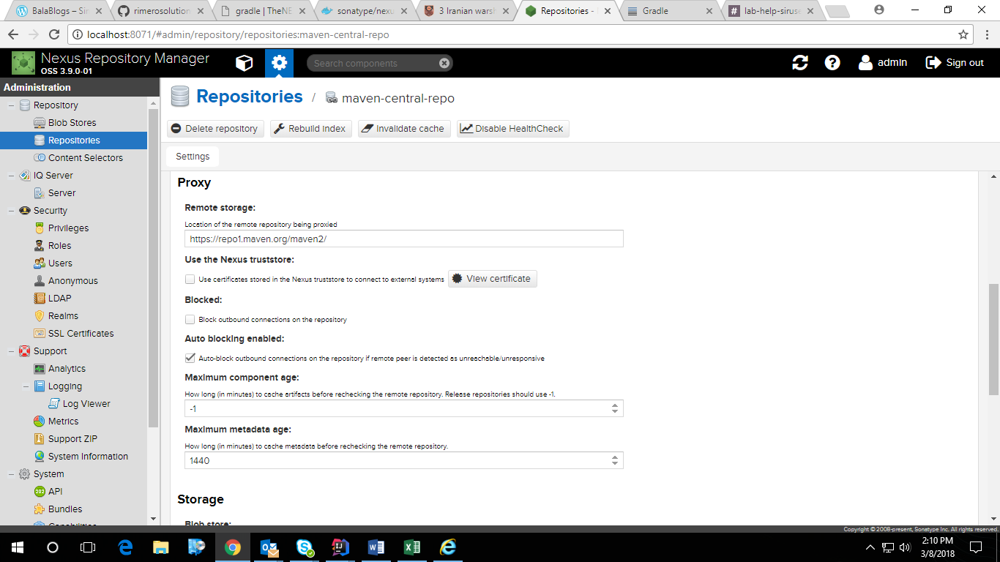 BalaBlogs – Sin
rimerosolution
gradle | TheNE
sonatype/nexu
3 Iranian warsh
Repositories -
Gradle
lab-help-siruse
localhost:8071/#admin/repository/repositories:maven-central-repo
Nexus Repository Manager
OSS 3.9.0-01
Search components
admin
Sign out
Administration
Repository
Blob Stores
Repositories
Content Selectors
IQ Server
Server
Security
Privileges
Roles
Users
Anonymous
LDAP
Realms
SSL Certificates
Support
Analytics
Logging
Log Viewer
Metrics
Support ZIP
System Information
System
API
Bundles
Capabilities
Repositories / maven-central-repo
Delete repository
Rebuild index
Invalidate cache
Disable HealthCheck
Settings
Proxy
Remote storage:
Location of the remote repository being proxied
https://repo1.maven.org/maven2/
Use the Nexus truststore:
Use certificates stored in the Nexus truststore to connect to external systems
View certificate
Blocked:
Block outbound connections on the repository
Auto blocking enabled:
Auto-block outbound connections on the repository if remote peer is detected as unreachable/unresponsive
Maximum component age:
How long (in minutes) to cache artifacts before rechecking the remote repository. Release repositories should use -1.
-1
Maximum metadata age:
How long (in minutes) to cache metadata before rechecking the remote repository.
1440
Storage
Blob store:
Copyright © 2008-present, Sonatype Inc. All rights reserved.
2:10 PM
3/8/2018